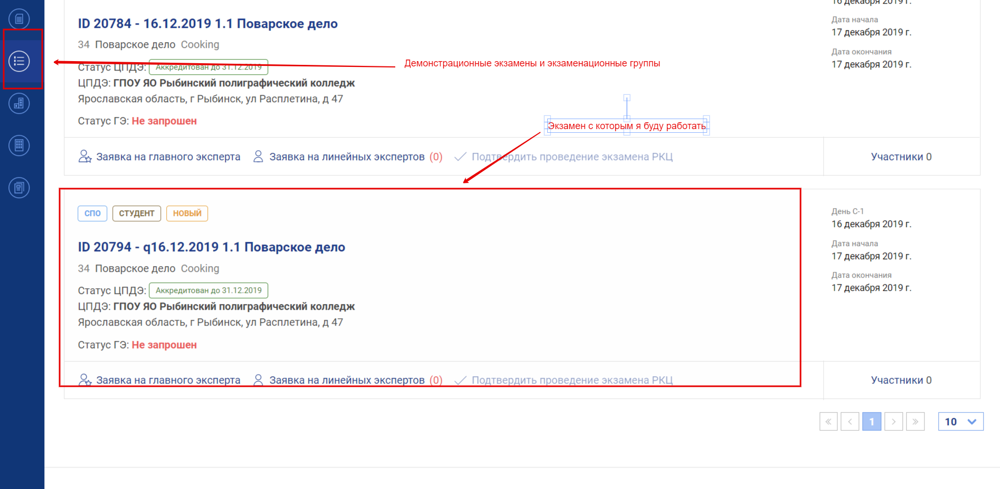 16 декабря 2019 г.
ID 20784 - 16.12.2019 1.1 Поварское дело
Дата начала
17 декабря 2019 г.
34 Поварское дело Cooking
Дата окончания
17 декабря 2019 г.
Статус ЦПДЭ: Аккредитован до 31.12.2019
Демонстрационные экзамены и экзаменационные группы
ЦПДЭ: ГПОУ ЯО Рыбинский полиграфический колледж
Ярославская область, г Рыбинск, ул Расплетина, д 47
Статус ГЭ: Не запрошен
Экзамен с которым я буду работать
Заявка на главного эксперта Заявка на линейных экспертов (0) Подтвердить проведение экзамена РКЦ Участники 0
СПО СТУДЕНТ НОВЫЙ
День С-1
16 декабря 2019 г.
ID 20794 - q16.12.2019 1.1 Поварское дело
Дата начала
17 декабря 2019 г.
34 Поварское дело Cooking
Дата окончания
17 декабря 2019 г.
Статус ЦПДЭ: Аккредитован до 31.12.2019
ЦПДЭ: ГПОУ ЯО Рыбинский полиграфический колледж
Ярославская область, г Рыбинск, ул Расплетина, д 47
Статус ГЭ: Не запрошен
Заявка на главного эксперта Заявка на линейных экспертов (0) Подтвердить проведение экзамена РКЦ Участники 0
« ‹ 1 › » 10